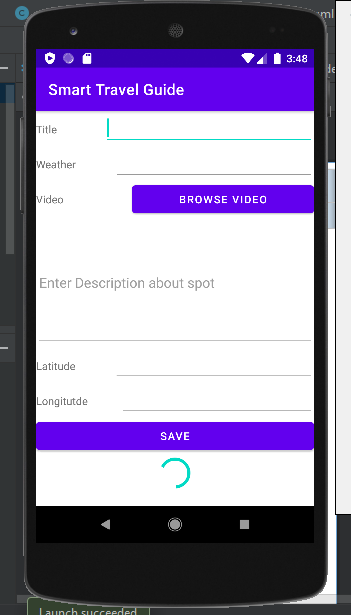 3:48
Smart Travel Guide
Title
Weather
Video
BROWSE VIDEO
Enter Description about spot
Latitude
Longitutde
SAVE
Launch succeeded